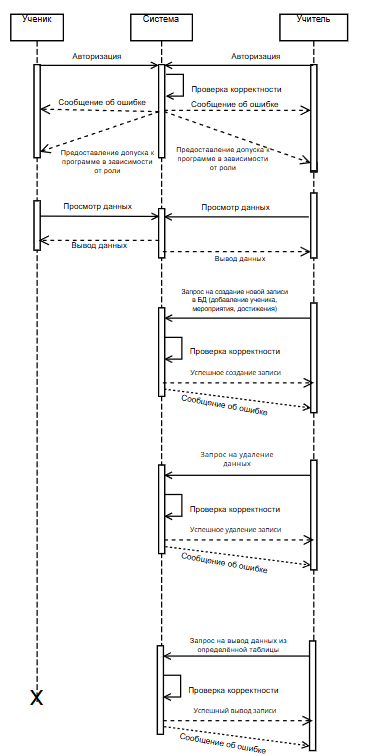 Ученик
Система
Учитель
Авторизация
Авторизация
Проверка корректности
Сообщение об ошибке
Сообщение об ошибке
Предоставление допуска к
программе в зависимости
от роли
Предоставление допуска к
программе в зависимости
от роли
Просмотр данных
Просмотр данных
Вывод данных
Вывод данных
Запрос на создание новой записи
в БД (добавление ученика,
мероприятия, достижения)
Проверка корректности
Успешное создание записи
Сообщение об ошибке
Запрос на удаление
данных
Проверка корректности
Успешное удаление записи
Сообщение об ошибке
Запрос на вывод данных из
определённой таблицы
Проверка корректности
Успешный вывод записи
Сообщение об ошибке